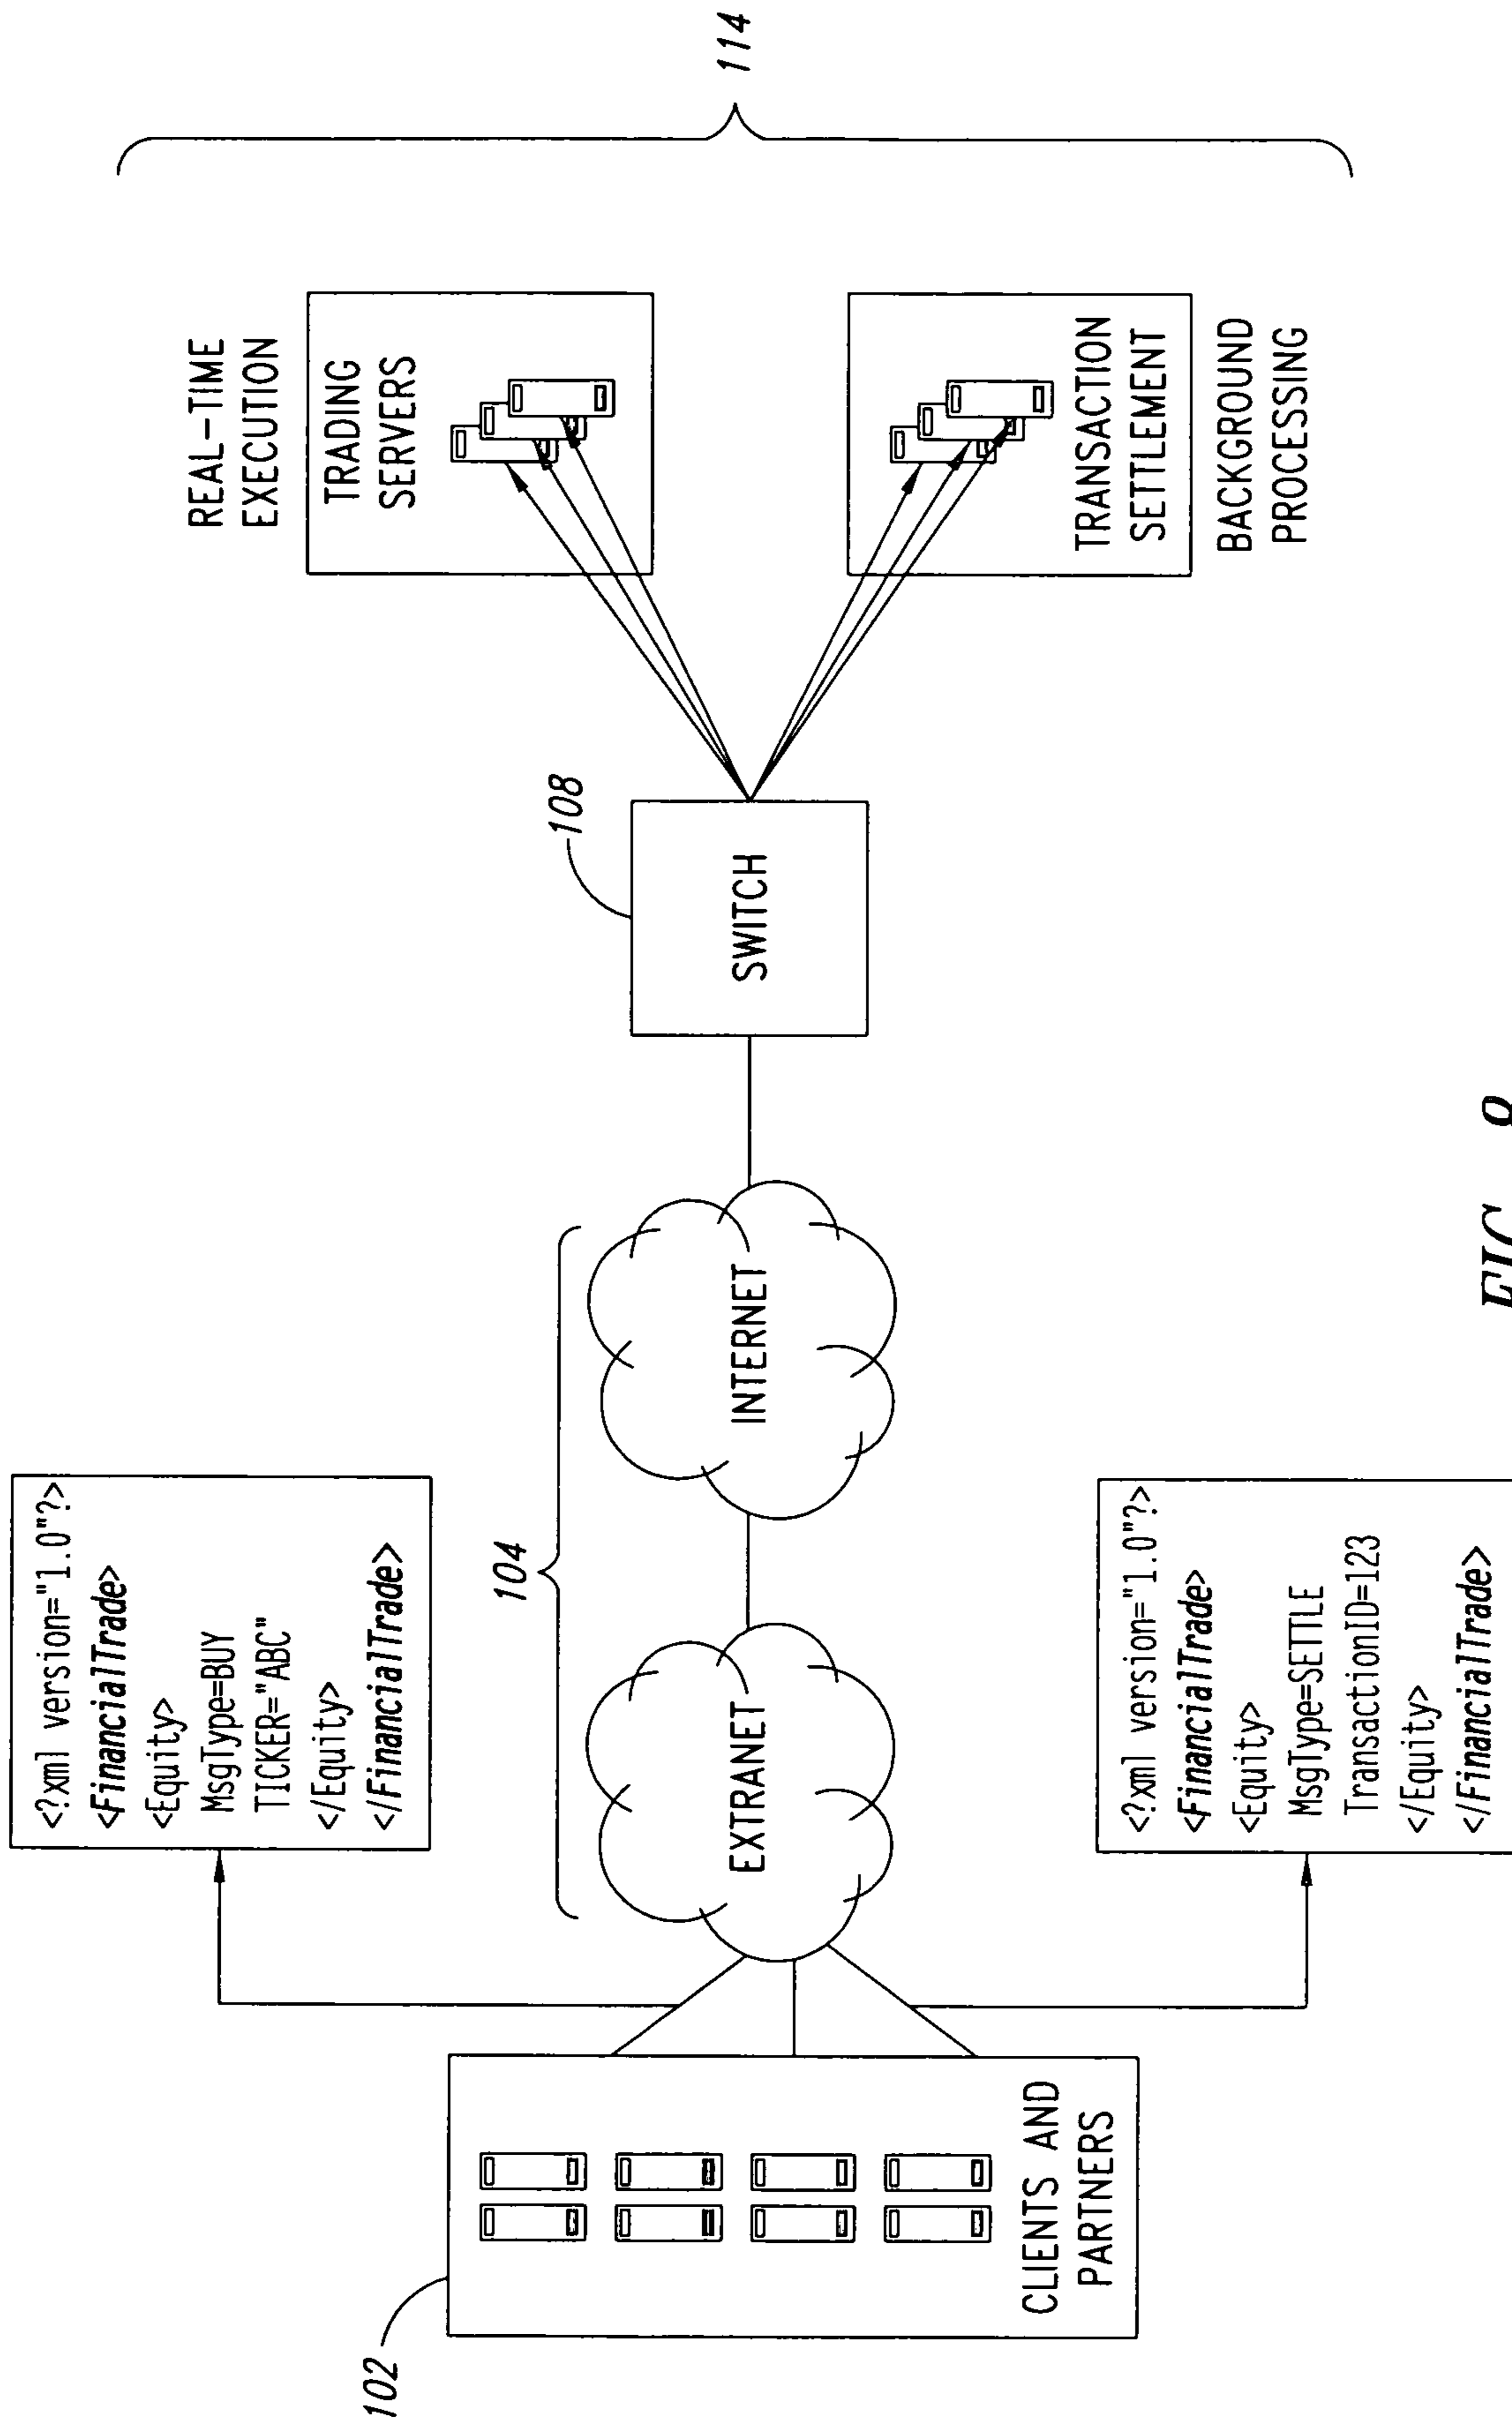 <?xml version="1.0"?>
<FinancialTrade>
<Equity>
MsgType=BUY
TICKER="ABC"
</Equity>
</FinancialTrade>
REAL-TIME
EXECUTION
TRADING
SERVERS
114
104
108
EXTRANET
INTERNET
SWITCH
102
CLIENTS AND
PARTNERS
TRANSACTION
SETTLEMENT
BACKGROUND
PROCESSING
<?xml version="1.0"?>
<FinancialTrade>
<Equity>
MsgType=SETTLE
TransactionID=123
</Equity>
</FinancialTrade>
FIG. 8